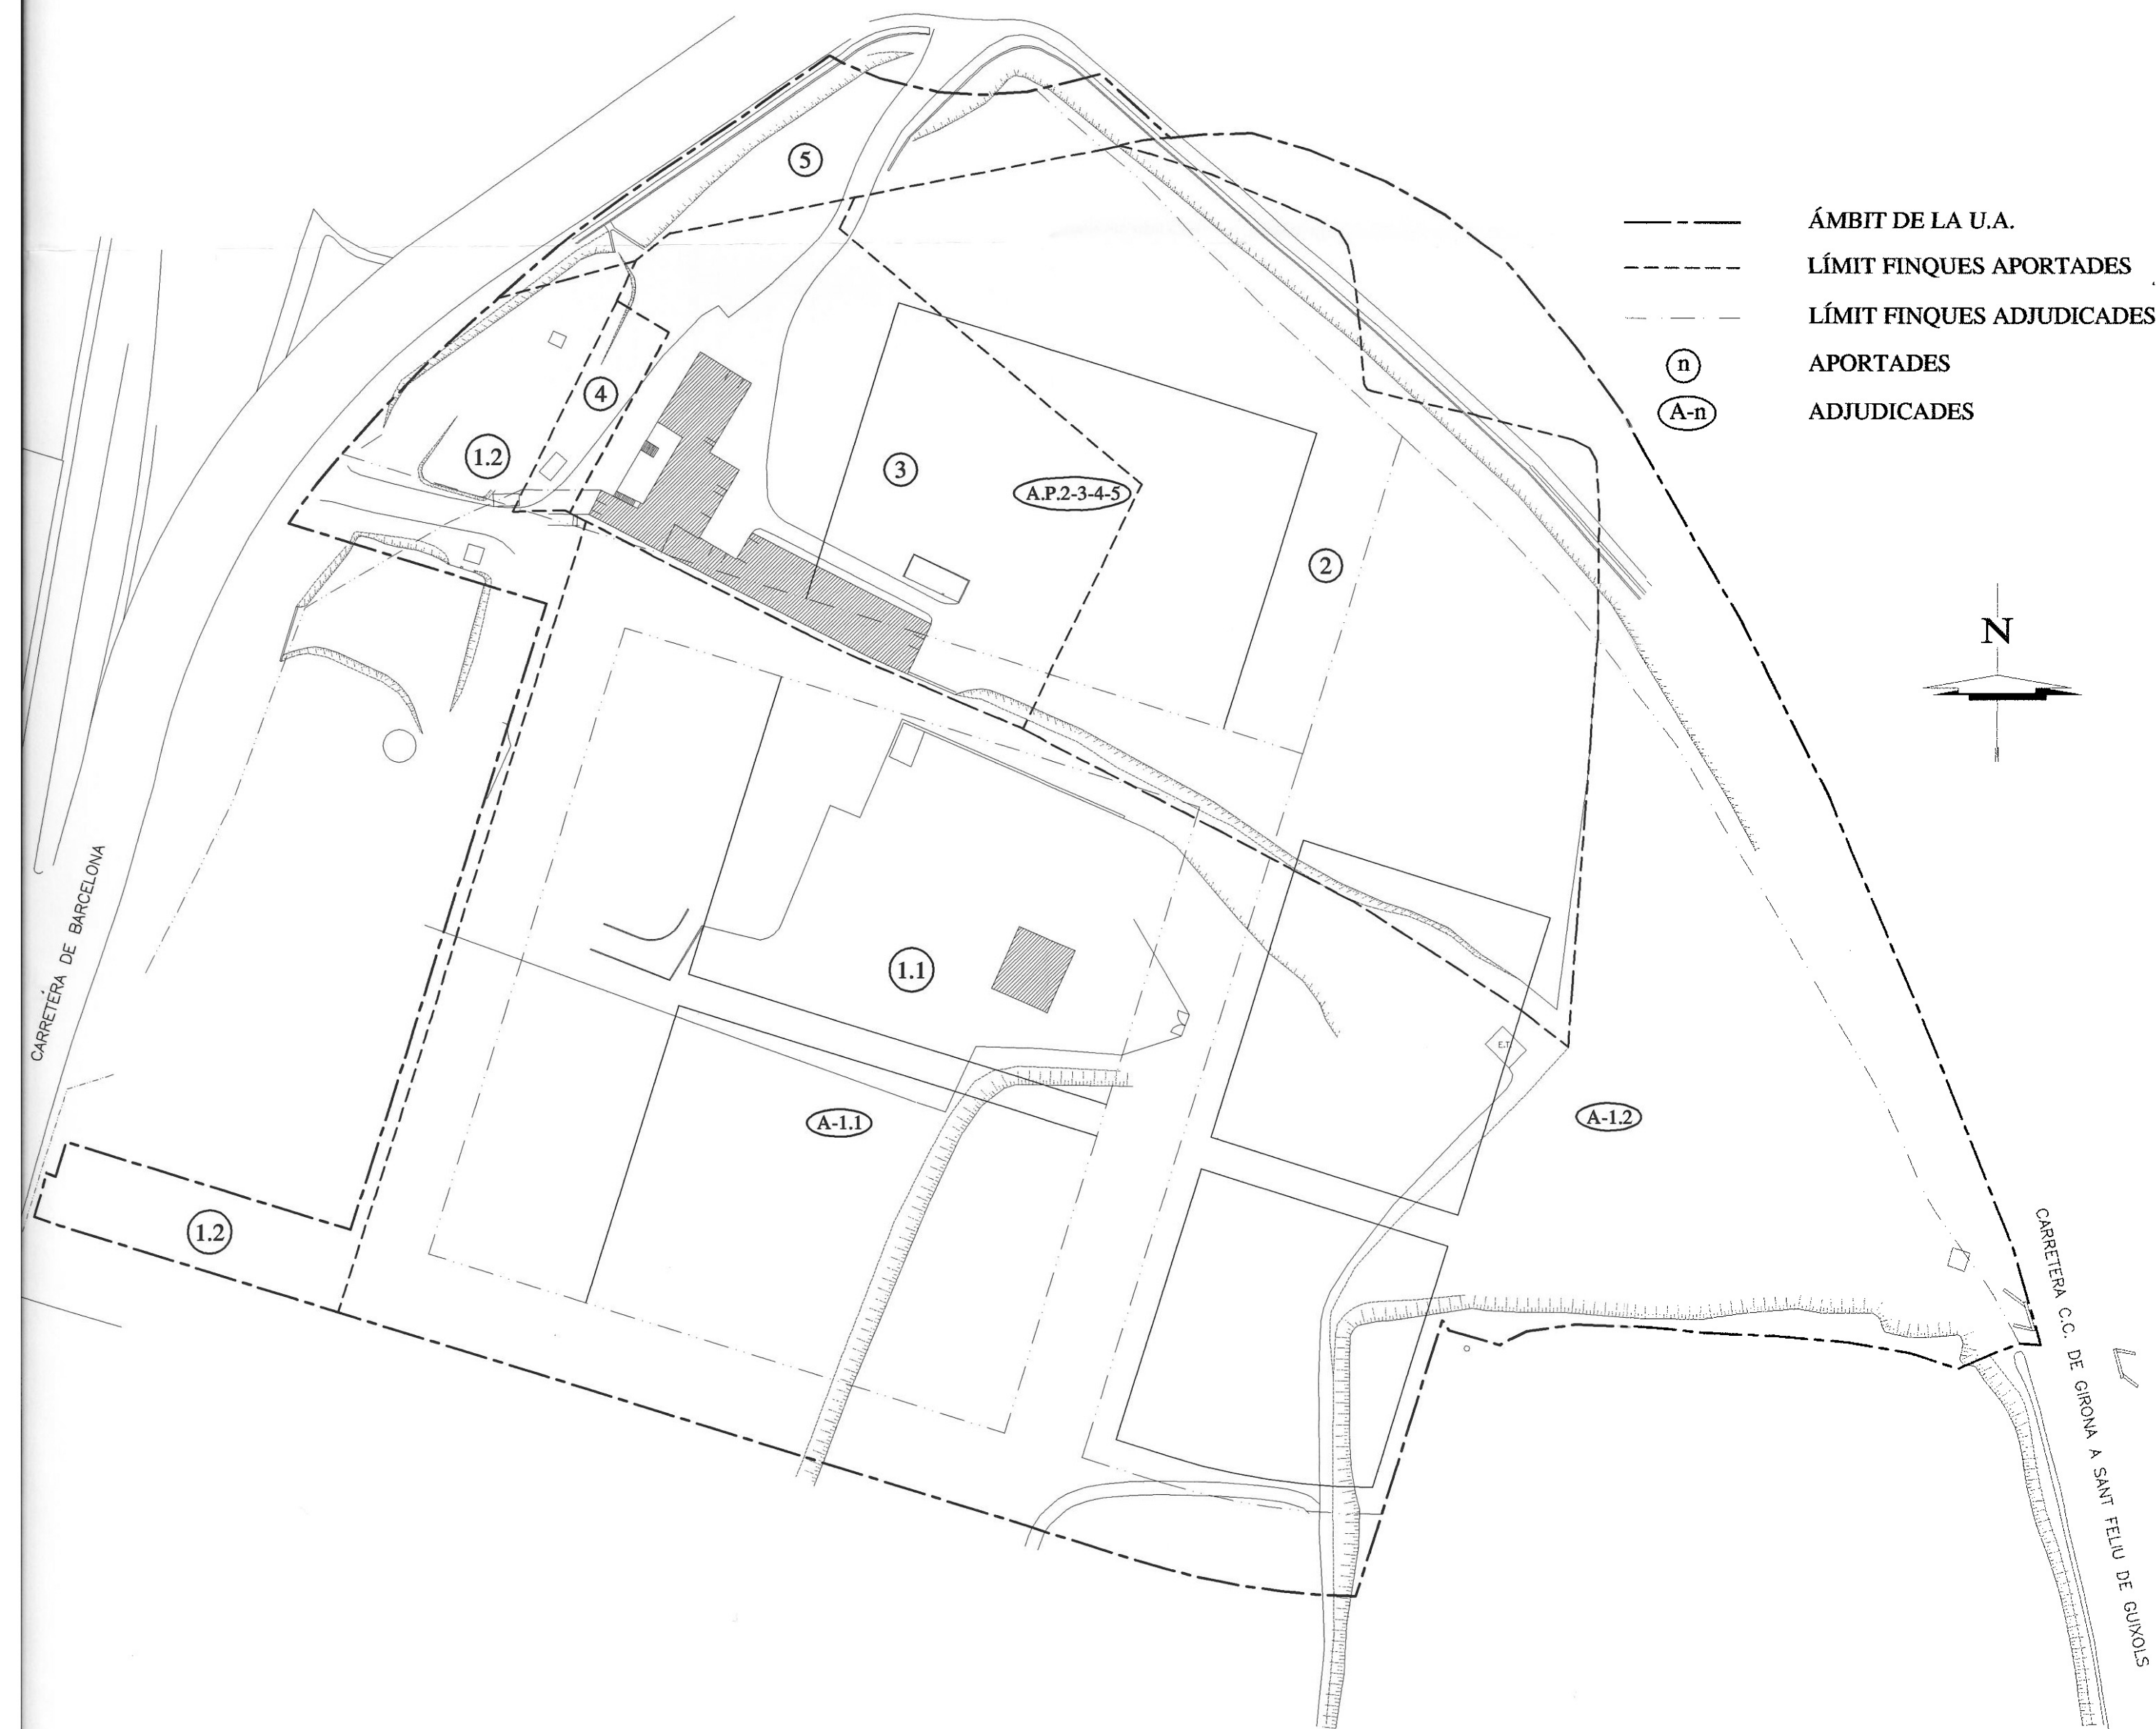 5
ÁMBIT DE LA U.A.
LÍMIT FINQUES APORTADES
LÍMIT FINQUES ADJUDICADES
n APORTADES
A-n ADJUDICADES
4
1.2
3
A.P.2-3-4-5
2
N
CARRETERA DE BARCELONA
1.1
E.T.
A-1.1
A-1.2
1.2
CARRETERA C.C. DE GIRONA A SANT FELIU DE GUIXOLS